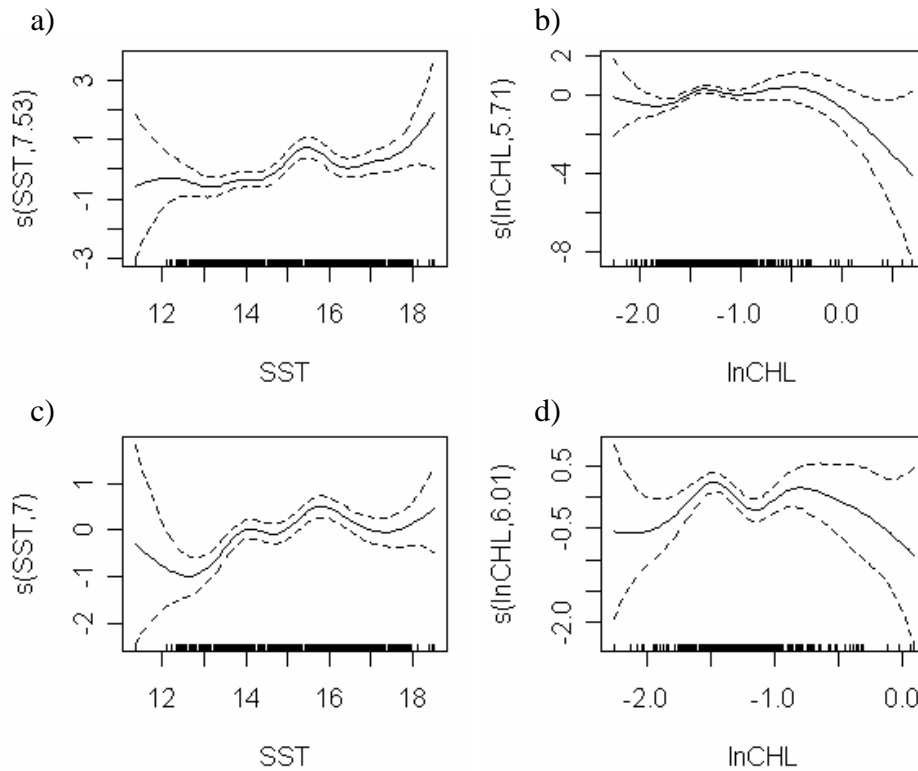 a)
s(SST,7.53)
3
1
-1
-3
12 14 16 18
SST
b)
s(lnCHL,5.71)
2
0
-4
-8
-2.0 -1.0 0.0
lnCHL
c)
s(SST,7)
1
0
-1
-2
12 14 16 18
SST
d)
s(lnCHL,6.01)
0.5
-0.5
-2.0
-2.0 -1.0 0.0
lnCHL